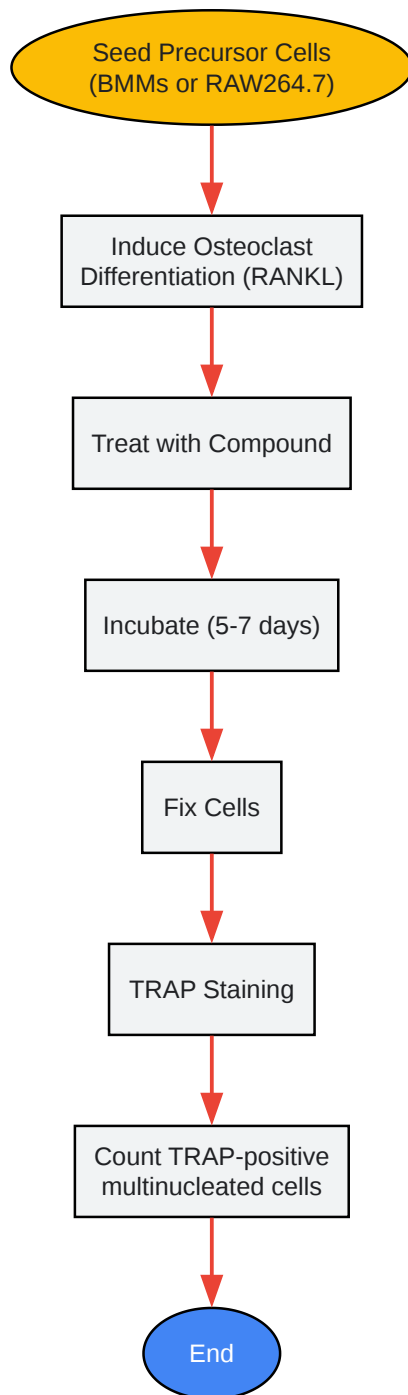 Seed Precursor Cells
(BMMs or RAW264.7)
Induce Osteoclast
Differentiation (RANKL)
Treat with Compound
Incubate (5-7 days)
Fix Cells
TRAP Staining
Count TRAP-positive
multinucleated cells
End